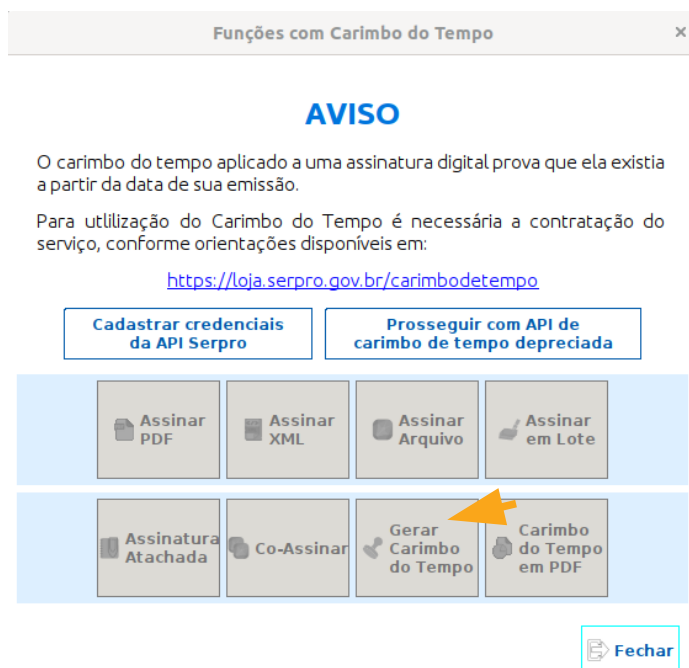 Funções com Carimbo do Tempo
×
AVISO
O carimbo do tempo aplicado a uma assinatura digital prova que ela existia
a partir da data de sua emissão.
Para utlilização do Carimbo do Tempo é necessária a contratação do
serviço, conforme orientações disponíveis em:
https://loja.serpro.gov.br/carimbodetempo
Cadastrar credenciais
da API Serpro
Prosseguir com API de
carimbo de tempo depreciada
Assinar
PDF
Assinar
XML
Assinar
Arquivo
Assinar
em Lote
Assinatura
Atachada
Co-Assinar
Gerar
Carimbo
do Tempo
Carimbo
do Tempo
em PDF
Fechar